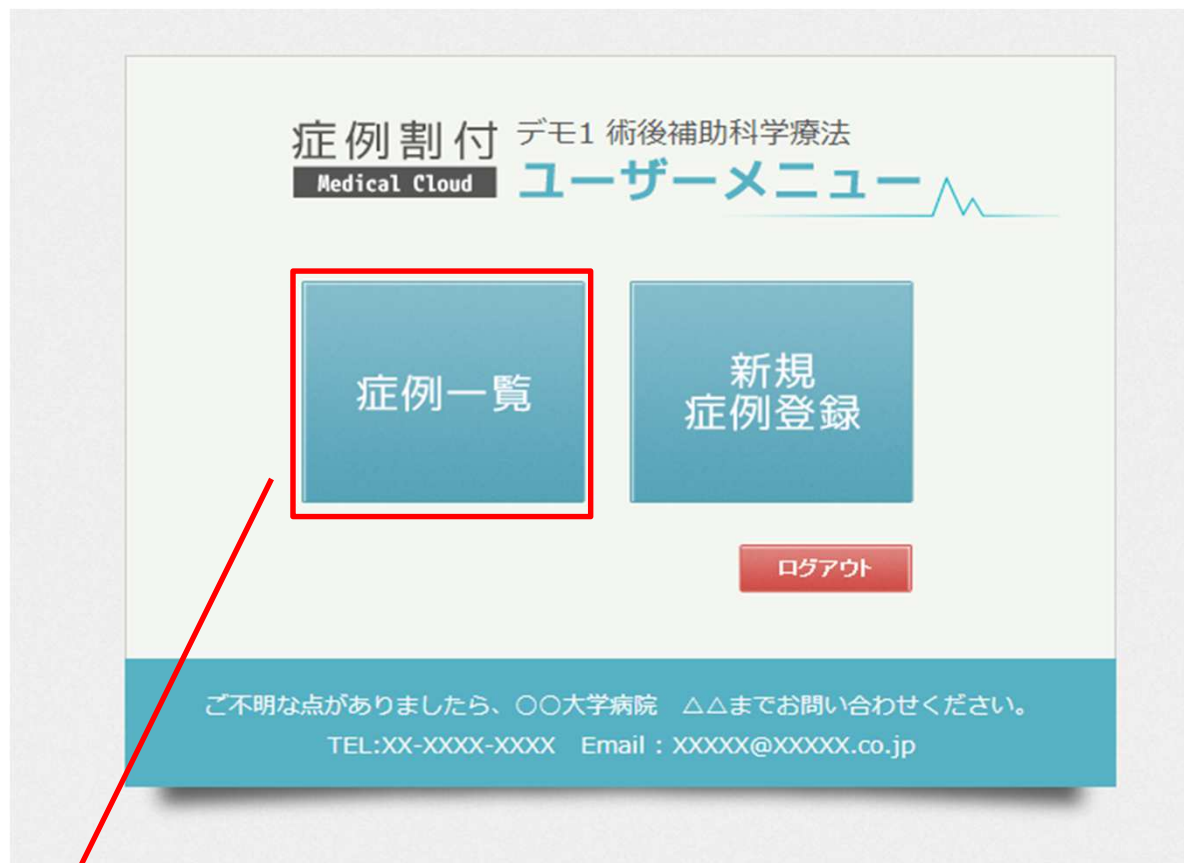 症例割付
Medical Cloud
デモ1 術後補助科学療法
ユーザーメニュー
症例一覧
新規
症例登録
ログアウト
ご不明な点がありましたら、〇〇大学病院　△△までお問い合わせください。
TEL:XX-XXXX-XXXX　Email : XXXXX@XXXXX.co.jp